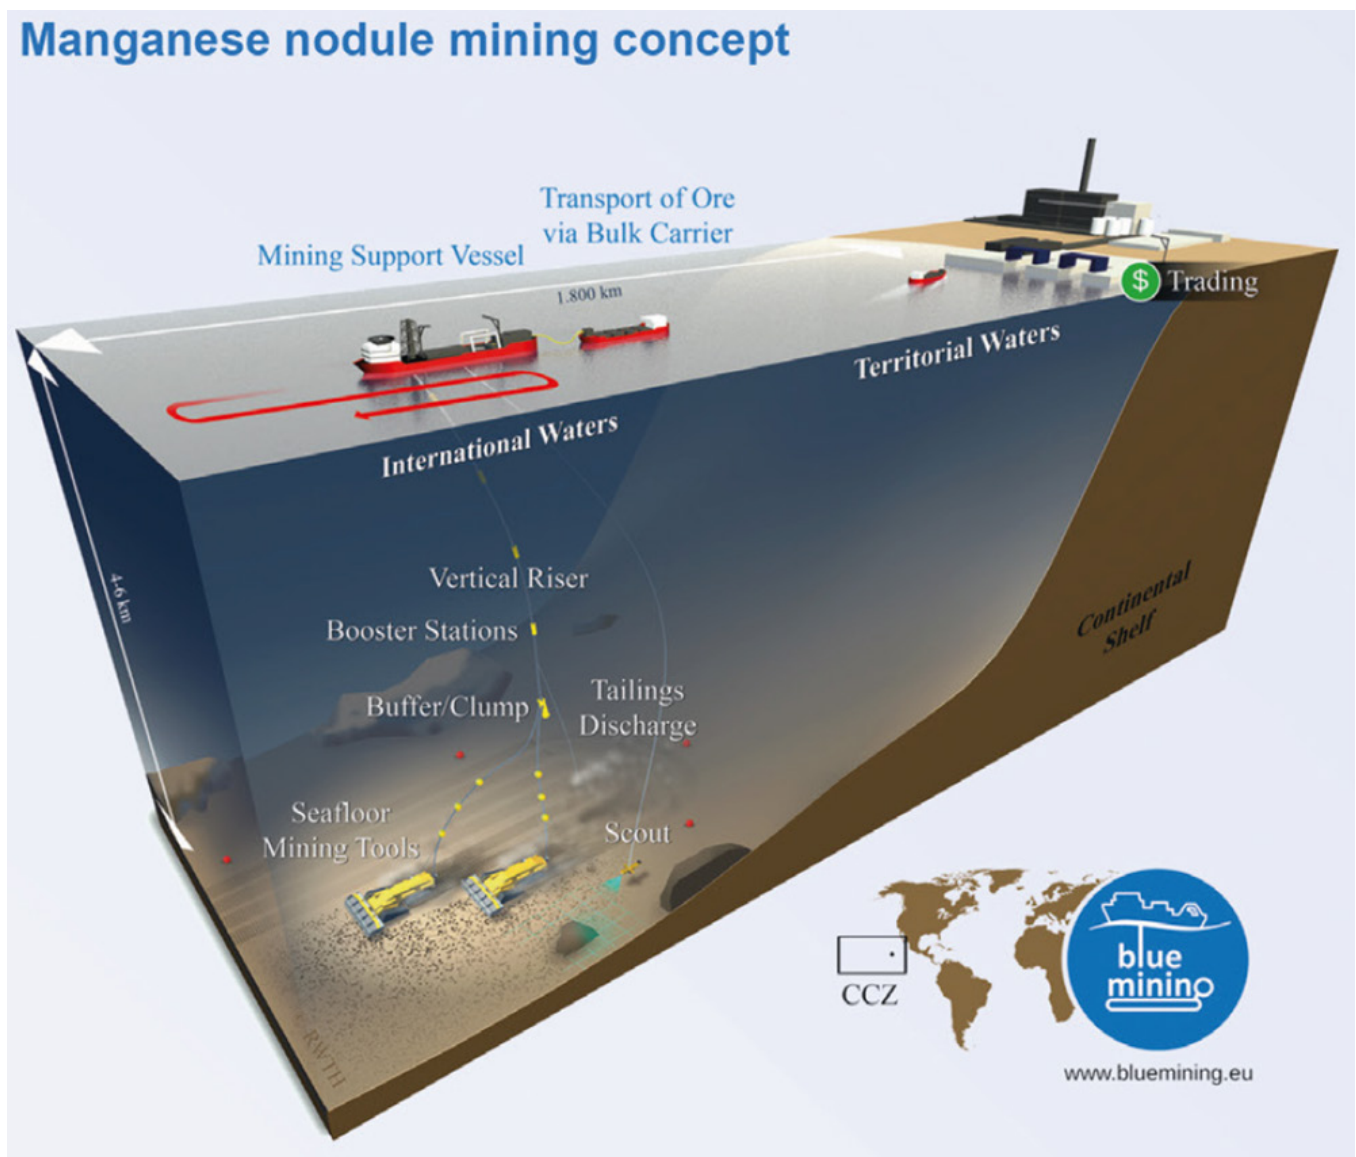 Manganese nodule mining concept
Transport of Ore
via Bulk Carrier
Mining Support Vessel
1.800 km
$ Trading
Territorial Waters
International Waters
4-6 km
Vertical Riser
Booster Stations
Buffer/Clump
Tailings
Discharge
Continental
Shelf
Seafloor
Mining Tools
Scout
RWTH
CCZ
blue
mining
www.bluemining.eu